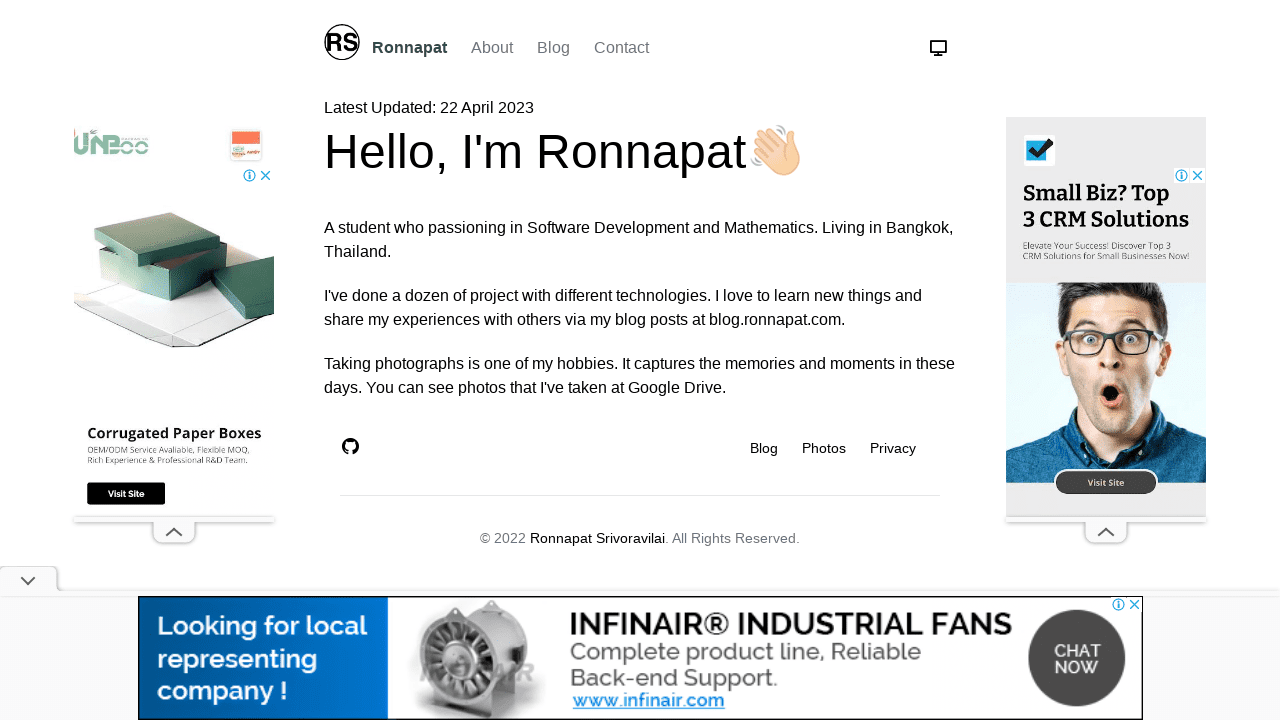 RS
Ronnapat About Blog Contact
Latest Updated: 22 April 2023
Hello, I'm Ronnapat
A student who passioning in Software Development and Mathematics. Living in Bangkok,
Thailand.
I've done a dozen of project with different technologies. I love to learn new things and
share my experiences with others via my blog posts at blog.ronnapat.com.
Taking photographs is one of my hobbies. It captures the memories and moments in these
days. You can see photos that I've taken at Google Drive.
Blog Photos Privacy
© 2022 Ronnapat Srivoravilai. All Rights Reserved.
Corrugated Paper Boxes
OEM/ODM Service Avaliable, Flexible MOQ,
Rich Experience & Professional R&D Team.
Visit Site
Small Biz? Top
3 CRM Solutions
Elevate Your Success! Discover Top 3
CRM Solutions for Small Businesses Now!
Visit Site
Looking for local
representing
company !
INFINAIR® INDUSTRIAL FANS
Complete product line, Reliable
Back-end Support.
www.infinair.com
CHAT
NOW